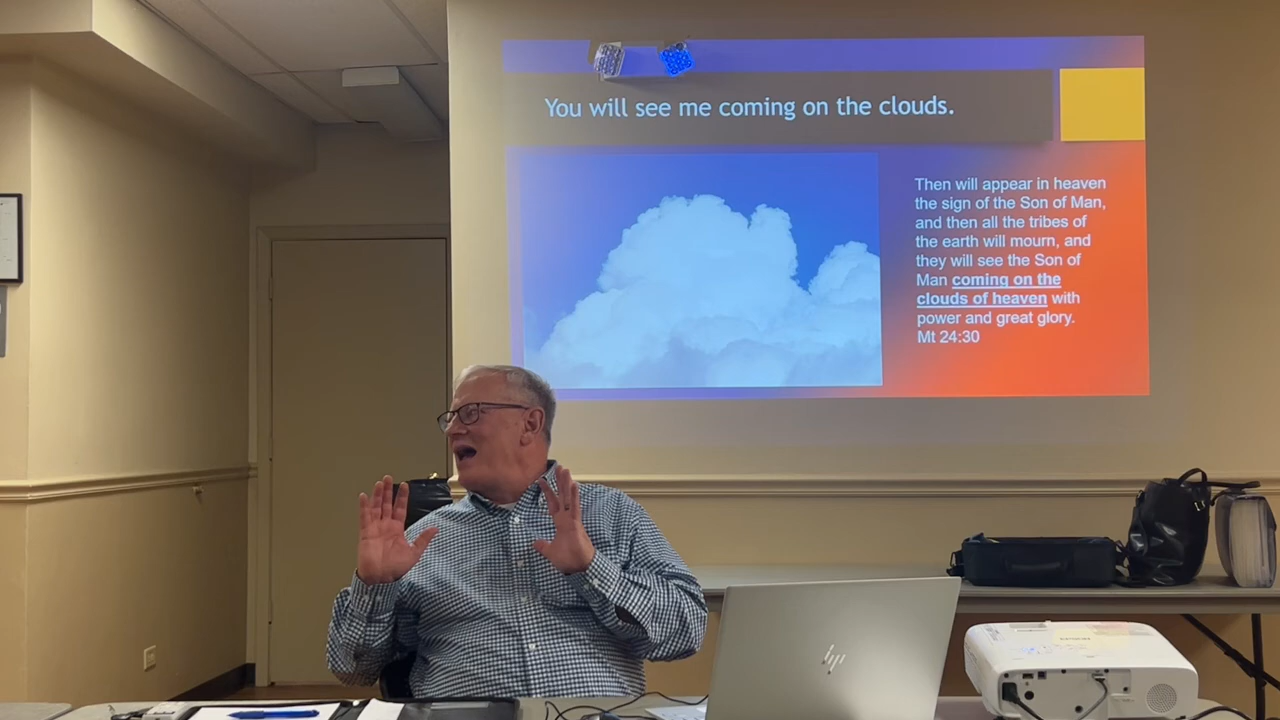 You will see me coming on the clouds.
Then will appear in heaven
the sign of the Son of Man,
and then all the tribes of
the earth will mourn, and
they will see the Son of
Man coming on the
clouds of heaven with
power and great glory.
Mt 24:30
hp